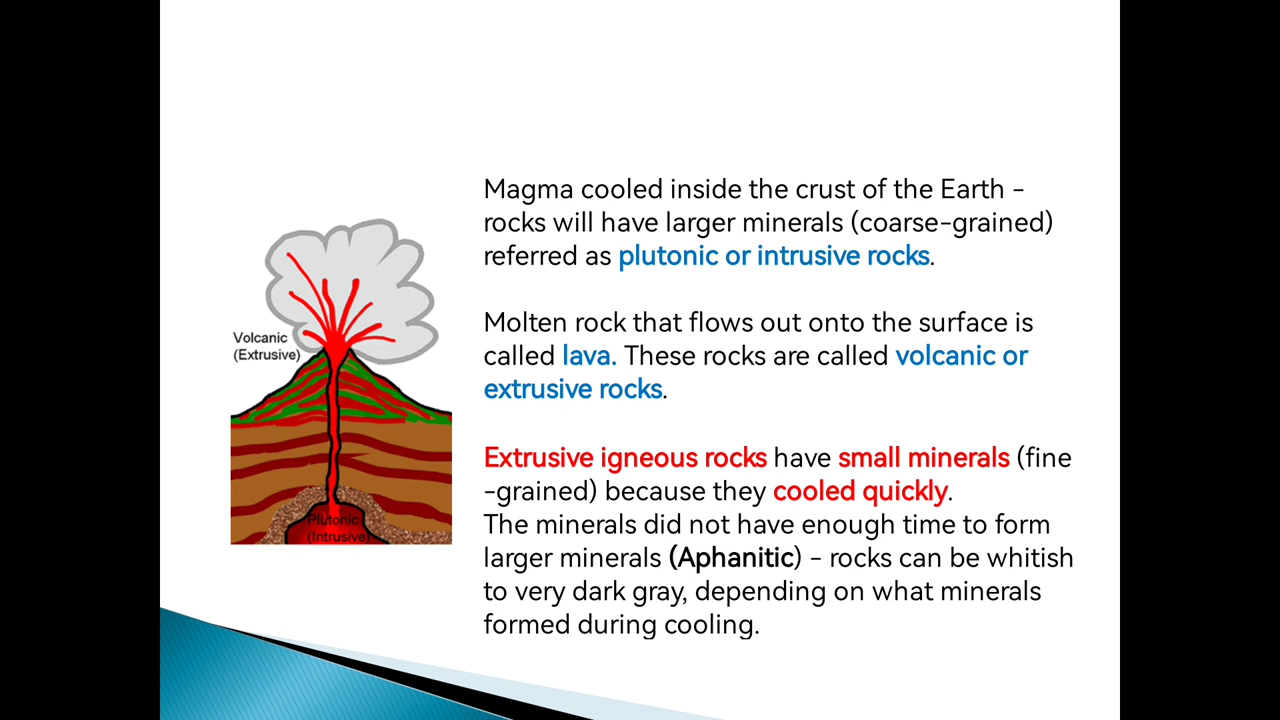 Magma cooled inside the crust of the Earth -
rocks will have larger minerals (coarse-grained)
referred as plutonic or intrusive rocks.
Molten rock that flows out onto the surface is
called lava. These rocks are called volcanic or
extrusive rocks.
Extrusive igneous rocks have small minerals (fine
-grained) because they cooled quickly.
The minerals did not have enough time to form
larger minerals (Aphanitic) - rocks can be whitish
to very dark gray, depending on what minerals
formed during cooling.
Volcanic
(Extrusive)
Plutonic
(Intrusive)